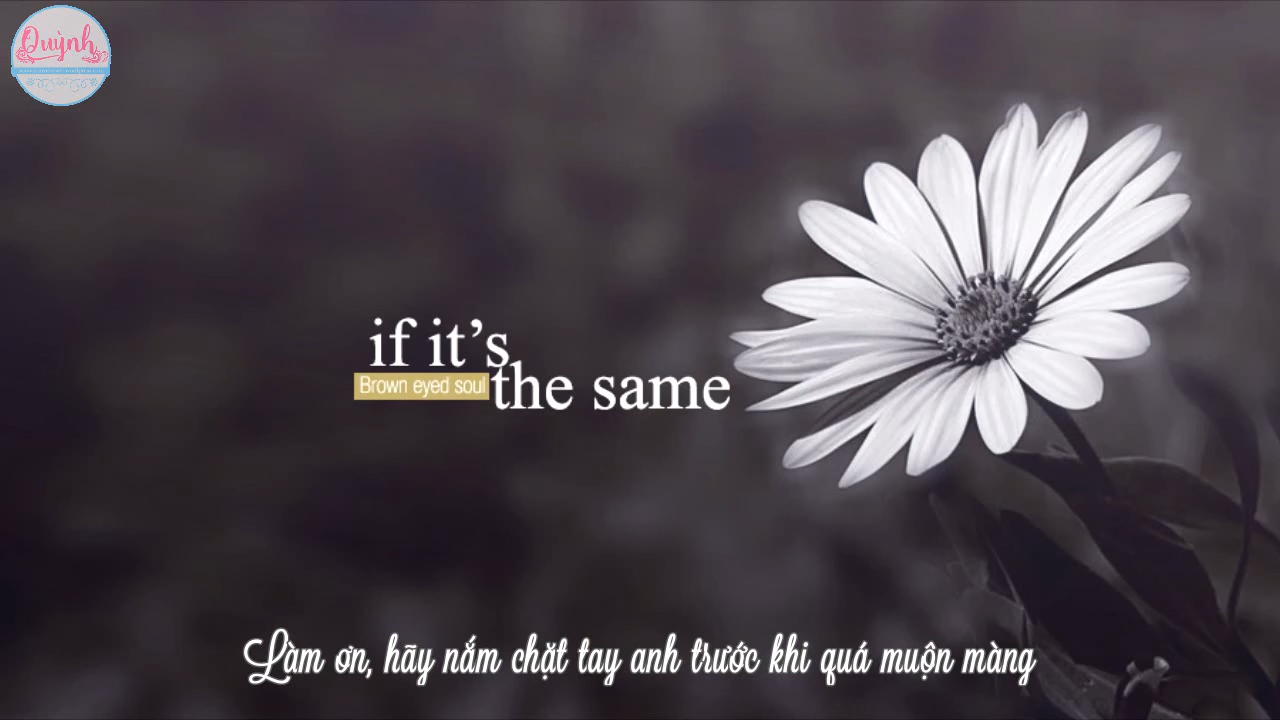 Quỳnh
if it's
Brown eyed soul
the same
Làm ơn, hãy nắm chặt tay anh trước khi quá muộn màng